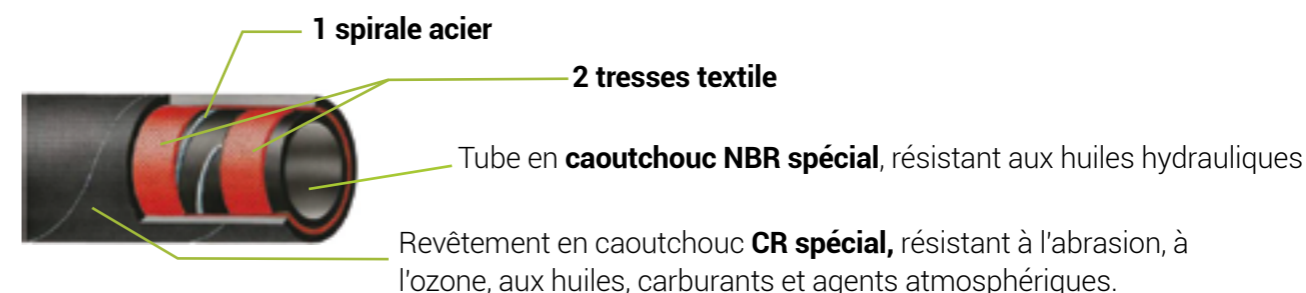 1 spirale acier
2 tresses textile
Tube en caoutchouc NBR spécial, résistant aux huiles hydrauliques
Revêtement en caoutchouc CR spécial, résistant à l'abrasion, à
l'ozone, aux huiles, carburants et agents atmosphériques.